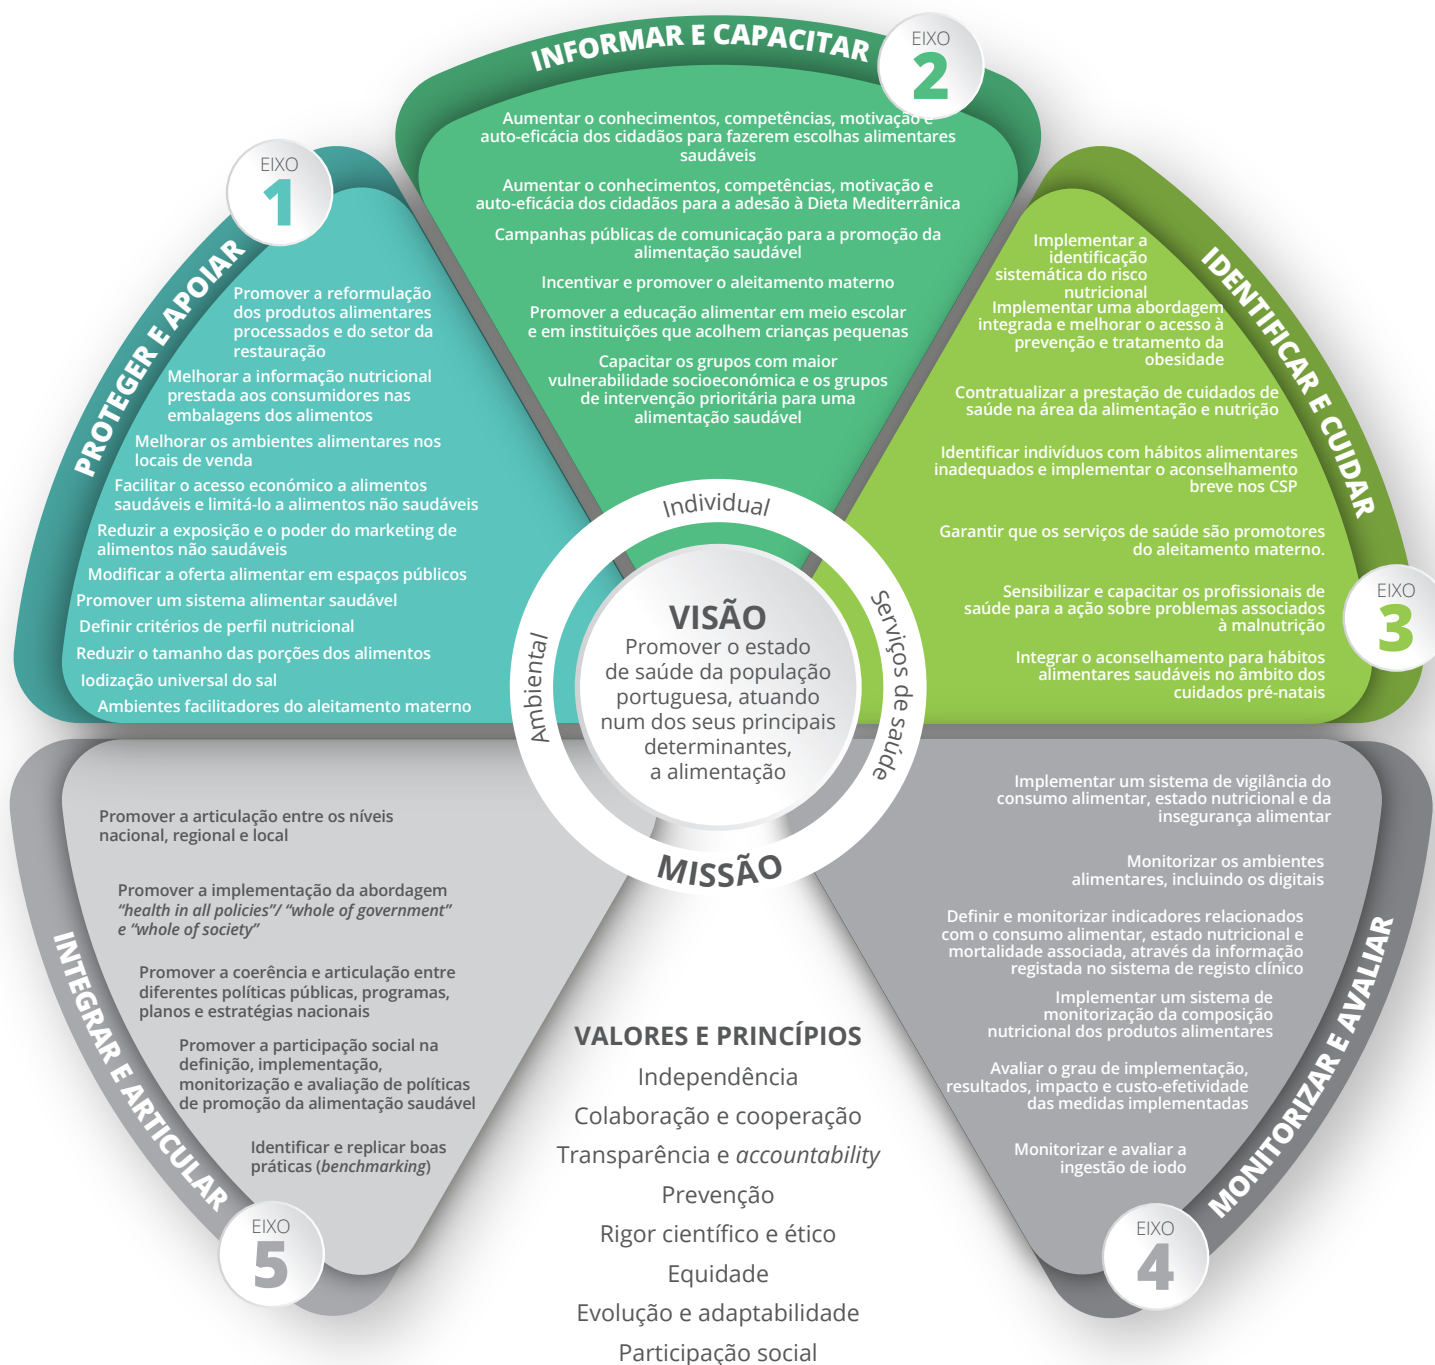 EIXO
1
PROTEGER E APOIAR
Promover a reformulação
dos produtos alimentares
processados e do setor da
restauração
Melhorar a informação nutricional
prestada aos consumidores nas
embalagens dos alimentos
Melhorar os ambientes alimentares nos
locais de venda
Facilitar o acesso económico a alimentos
saudáveis e limitá-lo a alimentos não saudáveis
Reduzir a exposição e o poder do marketing de
alimentos não saudáveis
Modificar a oferta alimentar em espaços públicos
Promover um sistema alimentar saudável
Definir critérios de perfil nutricional
Reduzir o tamanho das porções dos alimentos
Iodização universal do sal
Ambientes facilitadores do aleitamento materno
EIXO
2
INFORMAR E CAPACITAR
Aumentar o conhecimentos, competências, motivação e
auto-eficácia dos cidadãos para fazerem escolhas alimentares
saudáveis
Aumentar o conhecimentos, competências, motivação e
auto-eficácia dos cidadãos para a adesão à Dieta Mediterrânica
Campanhas públicas de comunicação para a promoção da
alimentação saudável
Incentivar e promover o aleitamento materno
Promover a educação alimentar em meio escolar
e em instituições que acolhem crianças pequenas
Capacitar os grupos com maior
vulnerabilidade socioeconómica e os grupos
de intervenção prioritária para uma
alimentação saudável
IDENTIFICAR E CUIDAR
EIXO
3
Implementar a
identificação
sistemática do risco
nutricional
Implementar uma abordagem
integrada e melhorar o acesso à
prevenção e tratamento da
obesidade
Contratualizar a prestação de cuidados de
saúde na área da alimentação e nutrição
Identificar indivíduos com hábitos alimentares
inadequados e implementar o aconselhamento
breve nos CSP
Garantir que os serviços de saúde são promotores
do aleitamento materno.
Sensibilizar e capacitar os profissionais de
saúde para a ação sobre problemas associados
à malnutrição
Integrar o aconselhamento para hábitos
alimentares saudáveis no âmbito dos
cuidados pré-natais
Individual
Ambiental
Serviços de saúde
VISÃO
Promover o estado
de saúde da população
portuguesa, atuando
num dos seus principais
determinantes,
a alimentação
MISSÃO
Implementar um sistema de vigilância do
consumo alimentar, estado nutricional e da
insegurança alimentar
Monitorizar os ambientes
alimentares, incluindo os digitais
Definir e monitorizar indicadores relacionados
com o consumo alimentar, estado nutricional e
mortalidade associada, através da informação
registada no sistema de registo clínico
Implementar um sistema de
monitorização da composição
nutricional dos produtos alimentares
Avaliar o grau de implementação,
resultados, impacto e custo-efetividade
das medidas implementadas
Monitorizar e avaliar a
ingestão de iodo
MONITORIZAR E AVALIAR
EIXO
4
Promover a articulação entre os níveis
nacional, regional e local
Promover a implementação da abordagem
“health in all policies”/ “whole of government”
e “whole of society”
Promover a coerência e articulação entre
diferentes políticas públicas, programas,
planos e estratégias nacionais
Promover a participação social na
definição, implementação,
monitorização e avaliação de políticas
de promoção da alimentação saudável
Identificar e replicar boas
práticas (benchmarking)
INTEGRAR E ARTICULAR
EIXO
5
VALORES E PRINCÍPIOS
Independência
Colaboração e cooperação
Transparência e accountability
Prevenção
Rigor científico e ético
Equidade
Evolução e adaptabilidade
Participação social